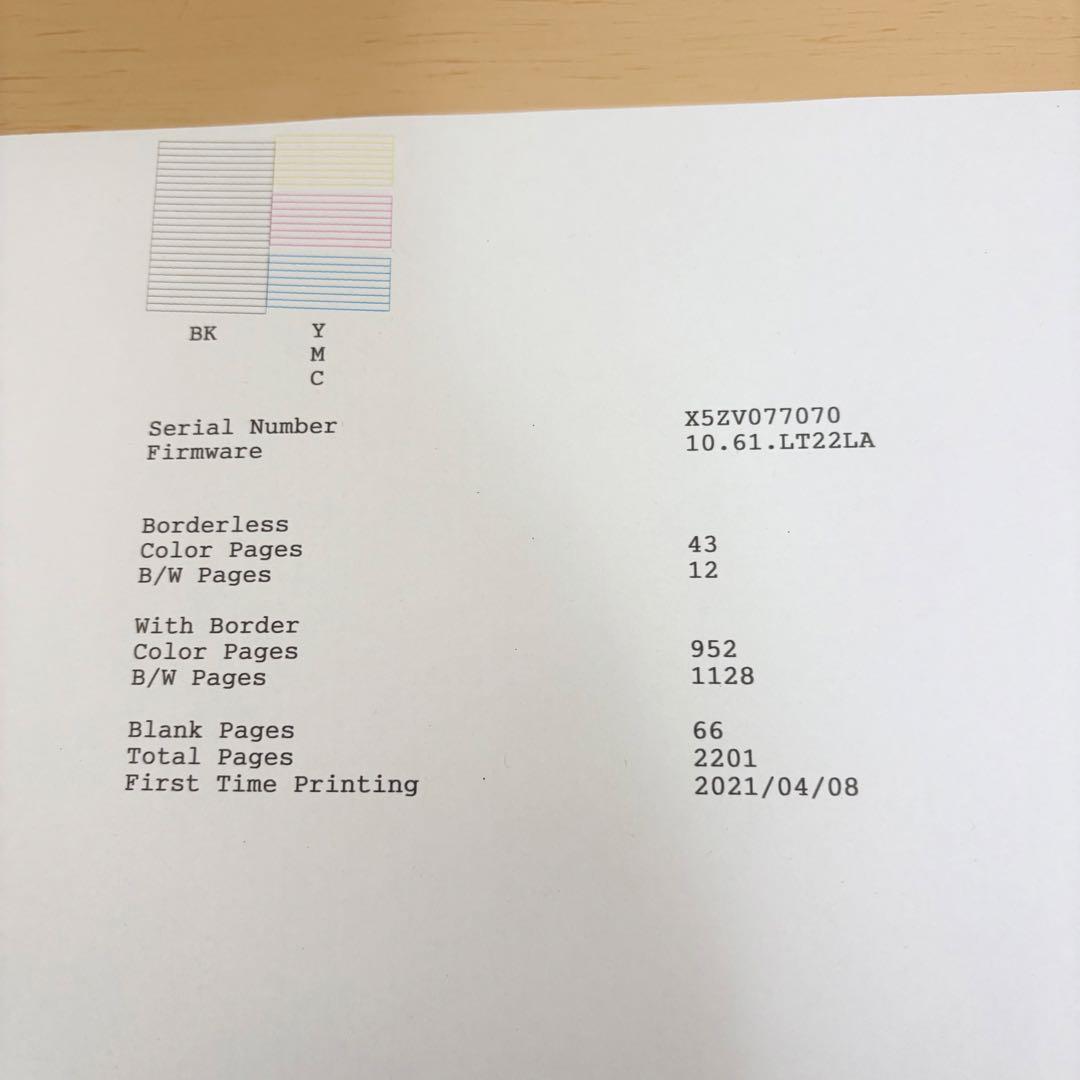 BK Y
M
C
Serial Number X5ZV077070
Firmware 10.61.LT22LA
Borderless
Color Pages 43
B/W Pages 12
With Border
Color Pages 952
B/W Pages 1128
Blank Pages 66
Total Pages 2201
First Time Printing 2021/04/08